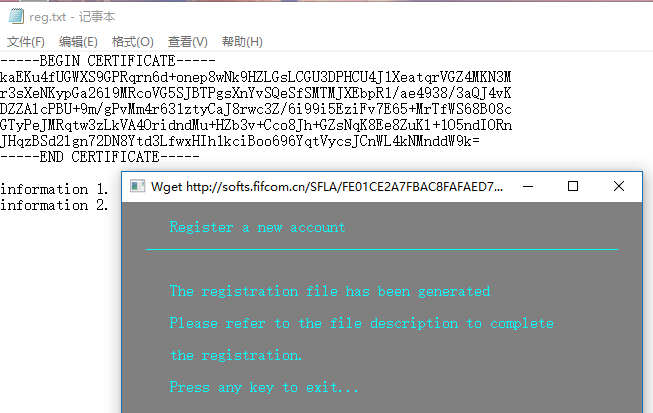 reg.txt - 记事本
文件(F) 编辑(E) 格式(O) 查看(V) 帮助(H)
-----BEGIN CERTIFICATE-----
kaEKu4fUGWXS9GPRqrn6d+onep8wNk9HZLGsLCGU3DPHCU4J1XeatqrVGZ4MKN3M
r3sXeNKypGa2619MRcoVG5SJBTPgsXnYvSQeSfSMTMJXEbpR1/ae4938/3aQJ4vK
DZZA1cPBU+9m/gPvMm4r631ztyCaJ8rwc3Z/6i99i5EziFv7E65+MrTfWS68B08c
GTyPeJMRqtw3zLkVA4OridndMu+HZb3v+Cco8Jh+GZsNqK8Ee8ZuK1+1O5ndIORn
JHqzBSd21gn72DN8Ytd3LfwxHIh1kciBoo696YqtVycsJCnWL4kNMnddW9k=
-----END CERTIFICATE-----
information 1.
information 2.
Wget http://softs.fifcom.cn/SFLA/FE01CE2A7FBAC8FAFAED7...
Register a new account
The registration file has been generated
Please refer to the file description to complete
the registration.
Press any key to exit...